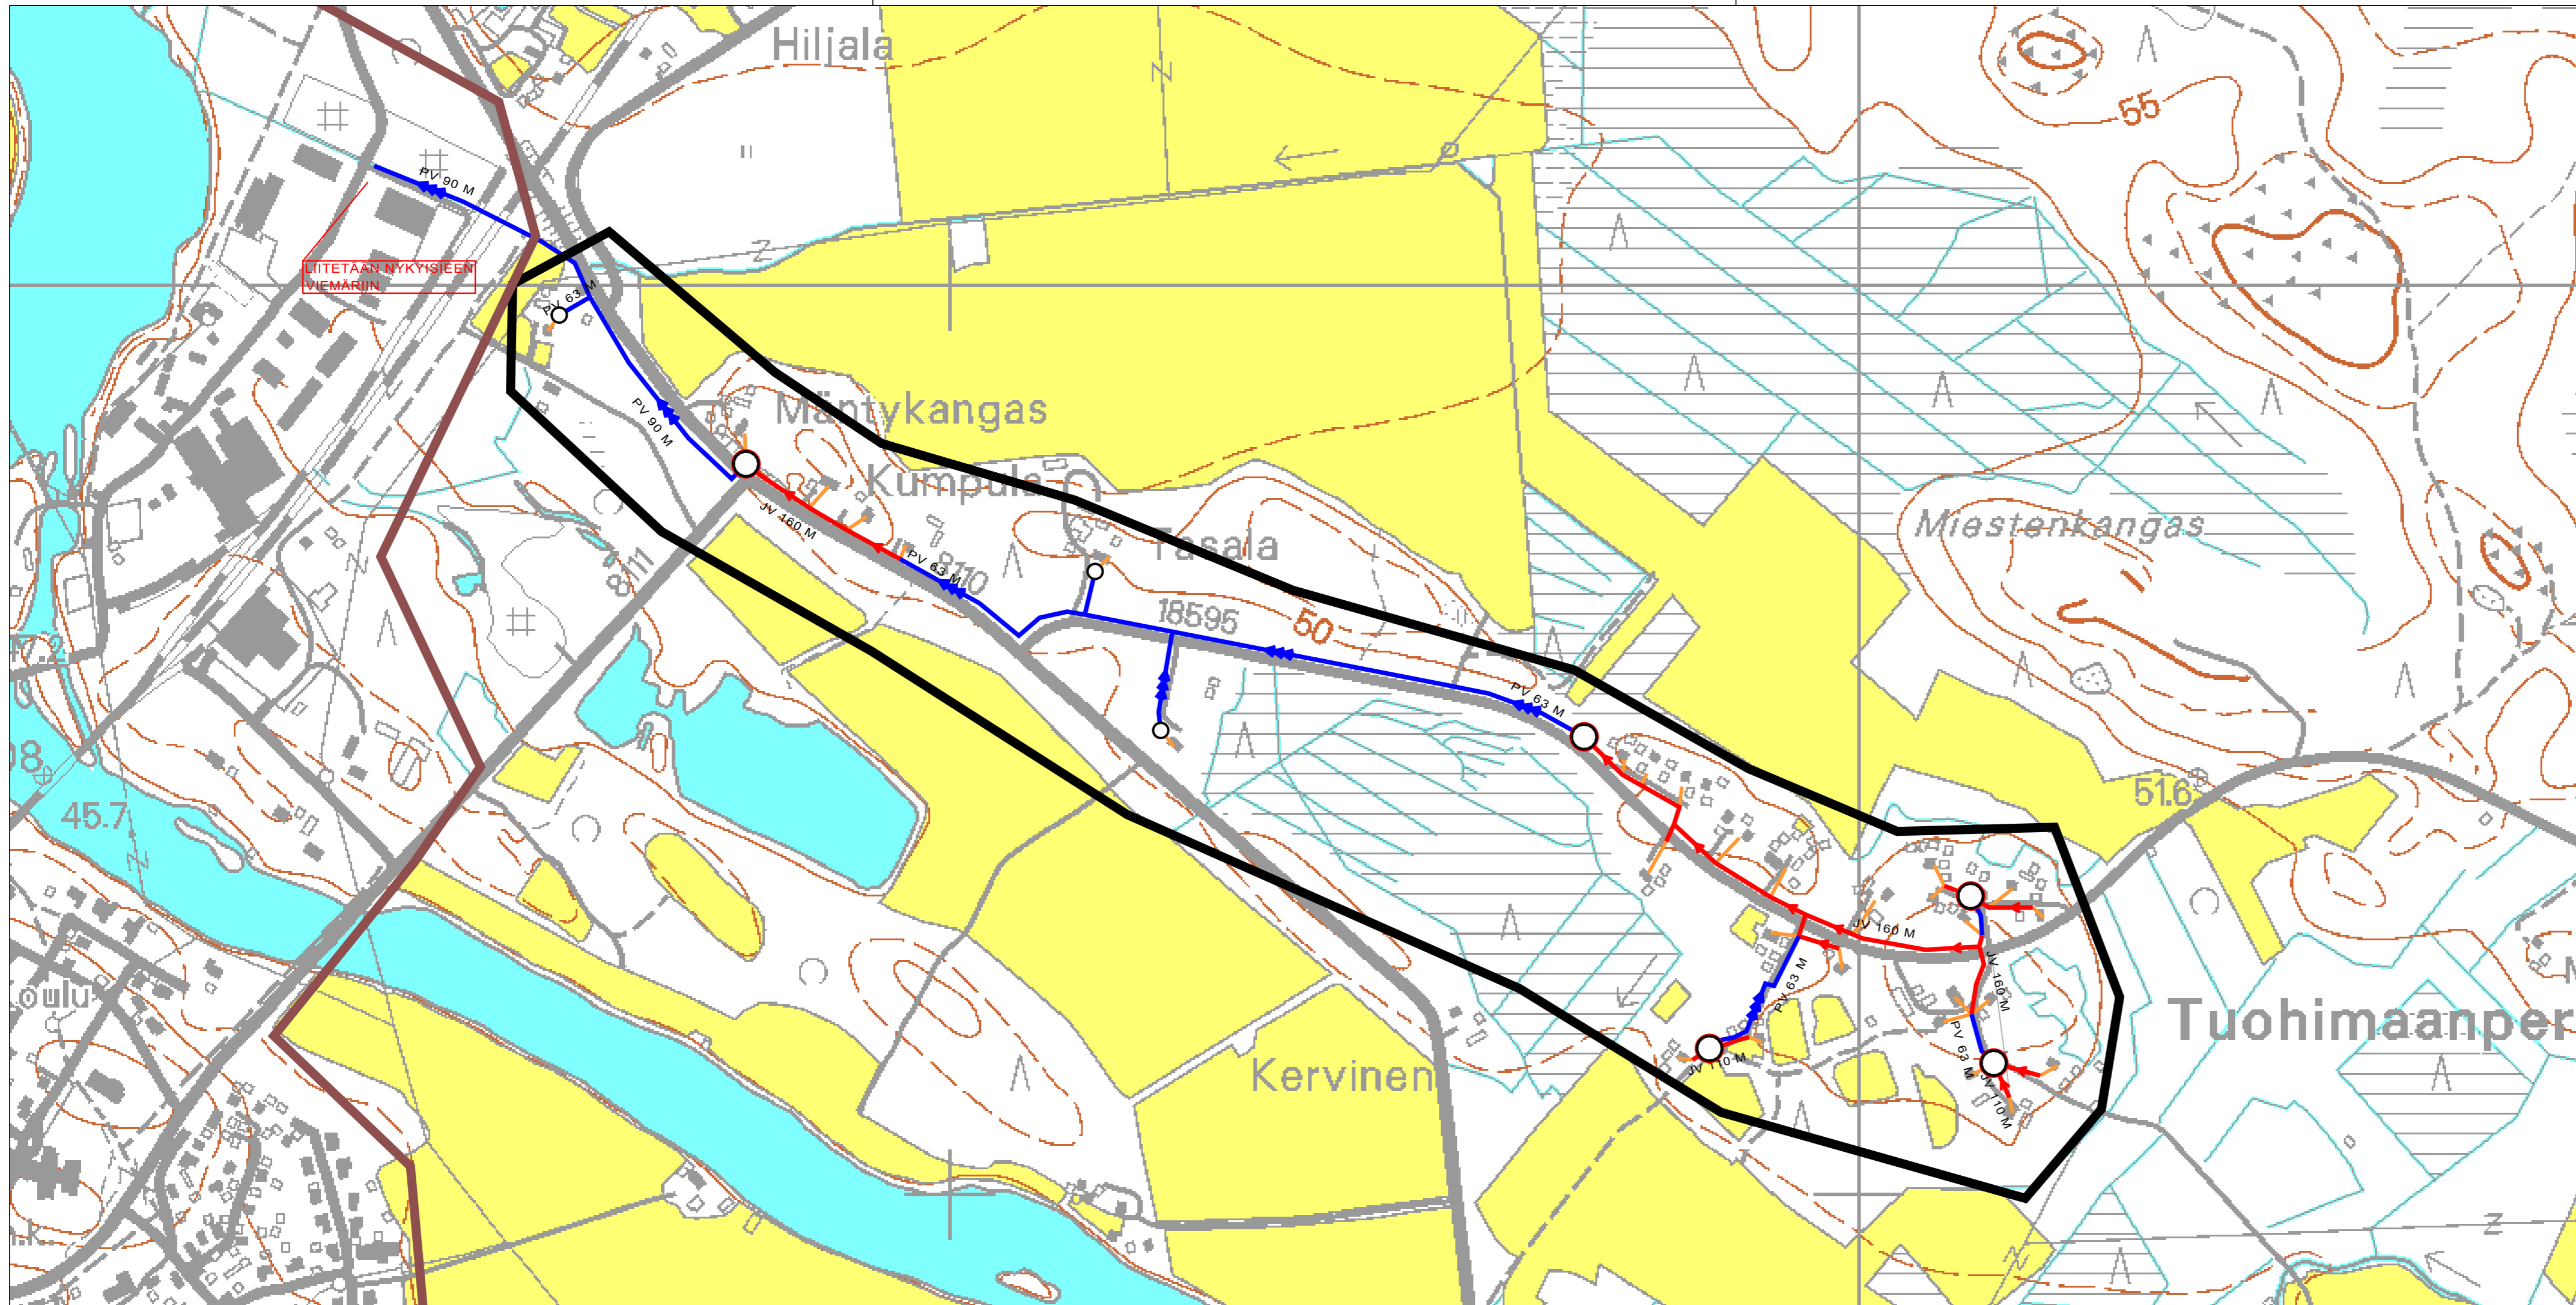 Hiljala
55
PV 90 M
LIITETÄÄN NYKYISIEEN
VIEMÄRIIN
PV 63 M
PV 90 M
Mäntykangas
Kumpula
JV 160 M
PV 63 M
8110
8111
Tasala
18595
50
Miestenkangas
PV 63 M
51.6
45.7
JV 160 M
JV 160 M
PV 63 M
PV 63 M
JV 110 M
JV 110 M
Tuohimaanper
Kervinen
oulu